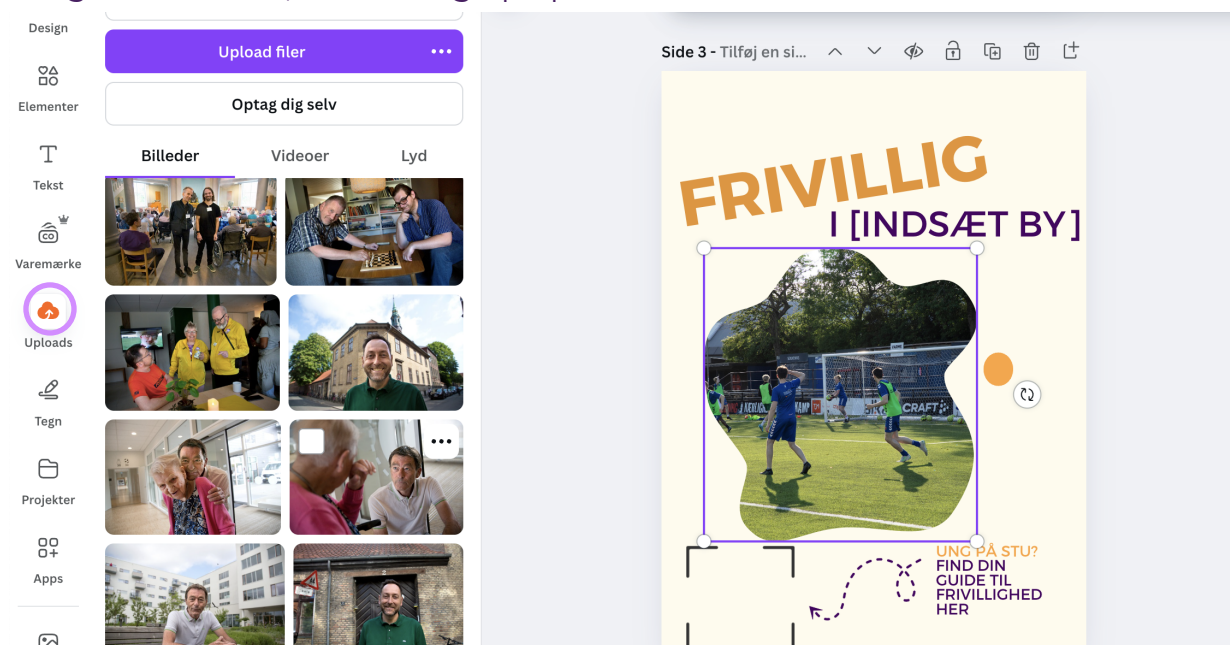 Design
Upload filer
Elementer
Optag dig selv
Tekst
Billeder
Videoer
Lyd
Varemærke
Uploads
Tegn
Projekter
Apps
Side 3 - Tilføj en si...
FRIVILLIG
I [INDSÆT BY]
CRAFT
UNG PÅ STU?
FIND DIN
GUIDE TIL
FRIVILLIGHED
HER